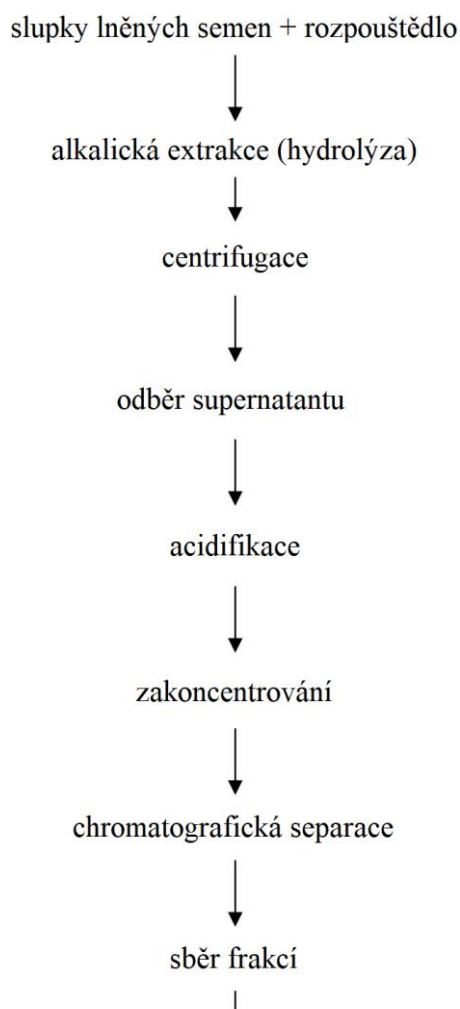 slupky lněných semen + rozpouštědlo
alkalická extrakce (hydrolýza)
centrifugace
odběr supernatantu
acidifikace
zakoncentrování
chromatografická separace
sběr frakcí